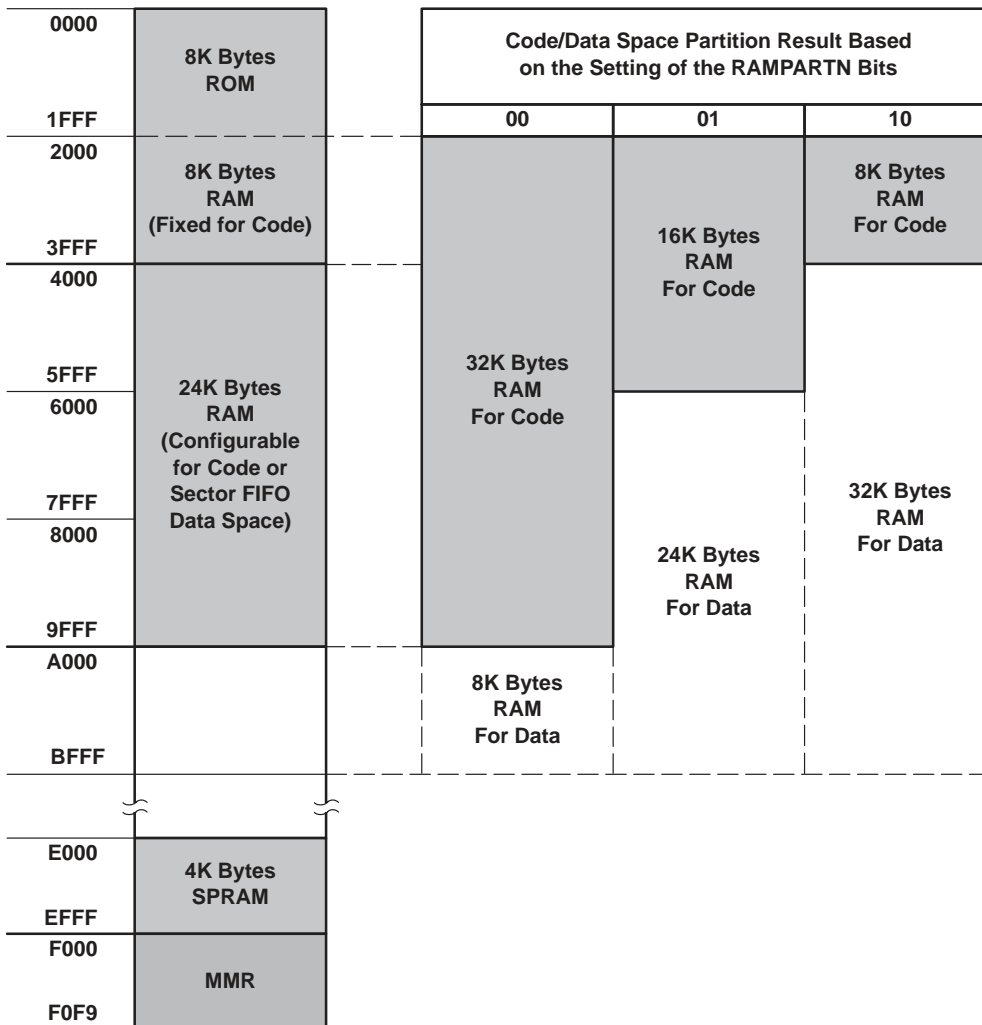 0000
8K Bytes
ROM
1FFF
2000
8K Bytes
RAM
(Fixed for Code)
3FFF
4000
5FFF
6000
24K Bytes
RAM
(Configurable
for Code or
Sector FIFO
Data Space)
7FFF
8000
9FFF
A000
BFFF
E000
4K Bytes
SPRAM
EFFF
F000
MMR
F0F9
Code/Data Space Partition Result Based
on the Setting of the RAMPARTN Bits
00
01
10
32K Bytes
RAM
For Code
8K Bytes
RAM
For Data
16K Bytes
RAM
For Code
24K Bytes
RAM
For Data
8K Bytes
RAM
For Code
32K Bytes
RAM
For Data